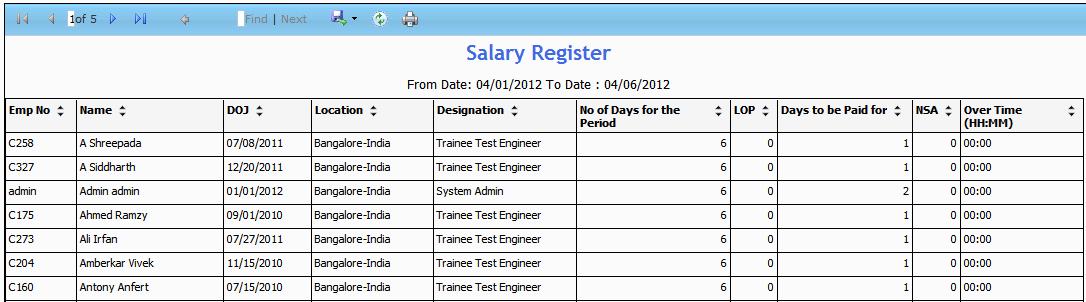 1of 5 Find | Next
Salary Register
From Date: 04/01/2012 To Date : 04/06/2012
Emp No Name DOJ Location Designation No of Days for the Period LOP Days to be Paid for NSA Over Time (HH:MM)
C258 A Shreepada 07/08/2011 Bangalore-India Trainee Test Engineer 6 0 1 0 00:00
C327 A Siddharth 12/20/2011 Bangalore-India Trainee Test Engineer 6 0 1 0 00:00
admin Admin admin 01/01/2012 Bangalore-India System Admin 6 0 2 0 00:00
C175 Ahmed Ramzy 09/01/2010 Bangalore-India Trainee Test Engineer 6 0 1 0 00:00
C273 Ali Irfan 07/27/2011 Bangalore-India Trainee Test Engineer 6 0 1 0 00:00
C204 Amberkar Vivek 11/15/2010 Bangalore-India Trainee Test Engineer 6 0 1 0 00:00
C160 Antony Anfert 07/15/2010 Bangalore-India Trainee Test Engineer 6 0 1 0 00:00